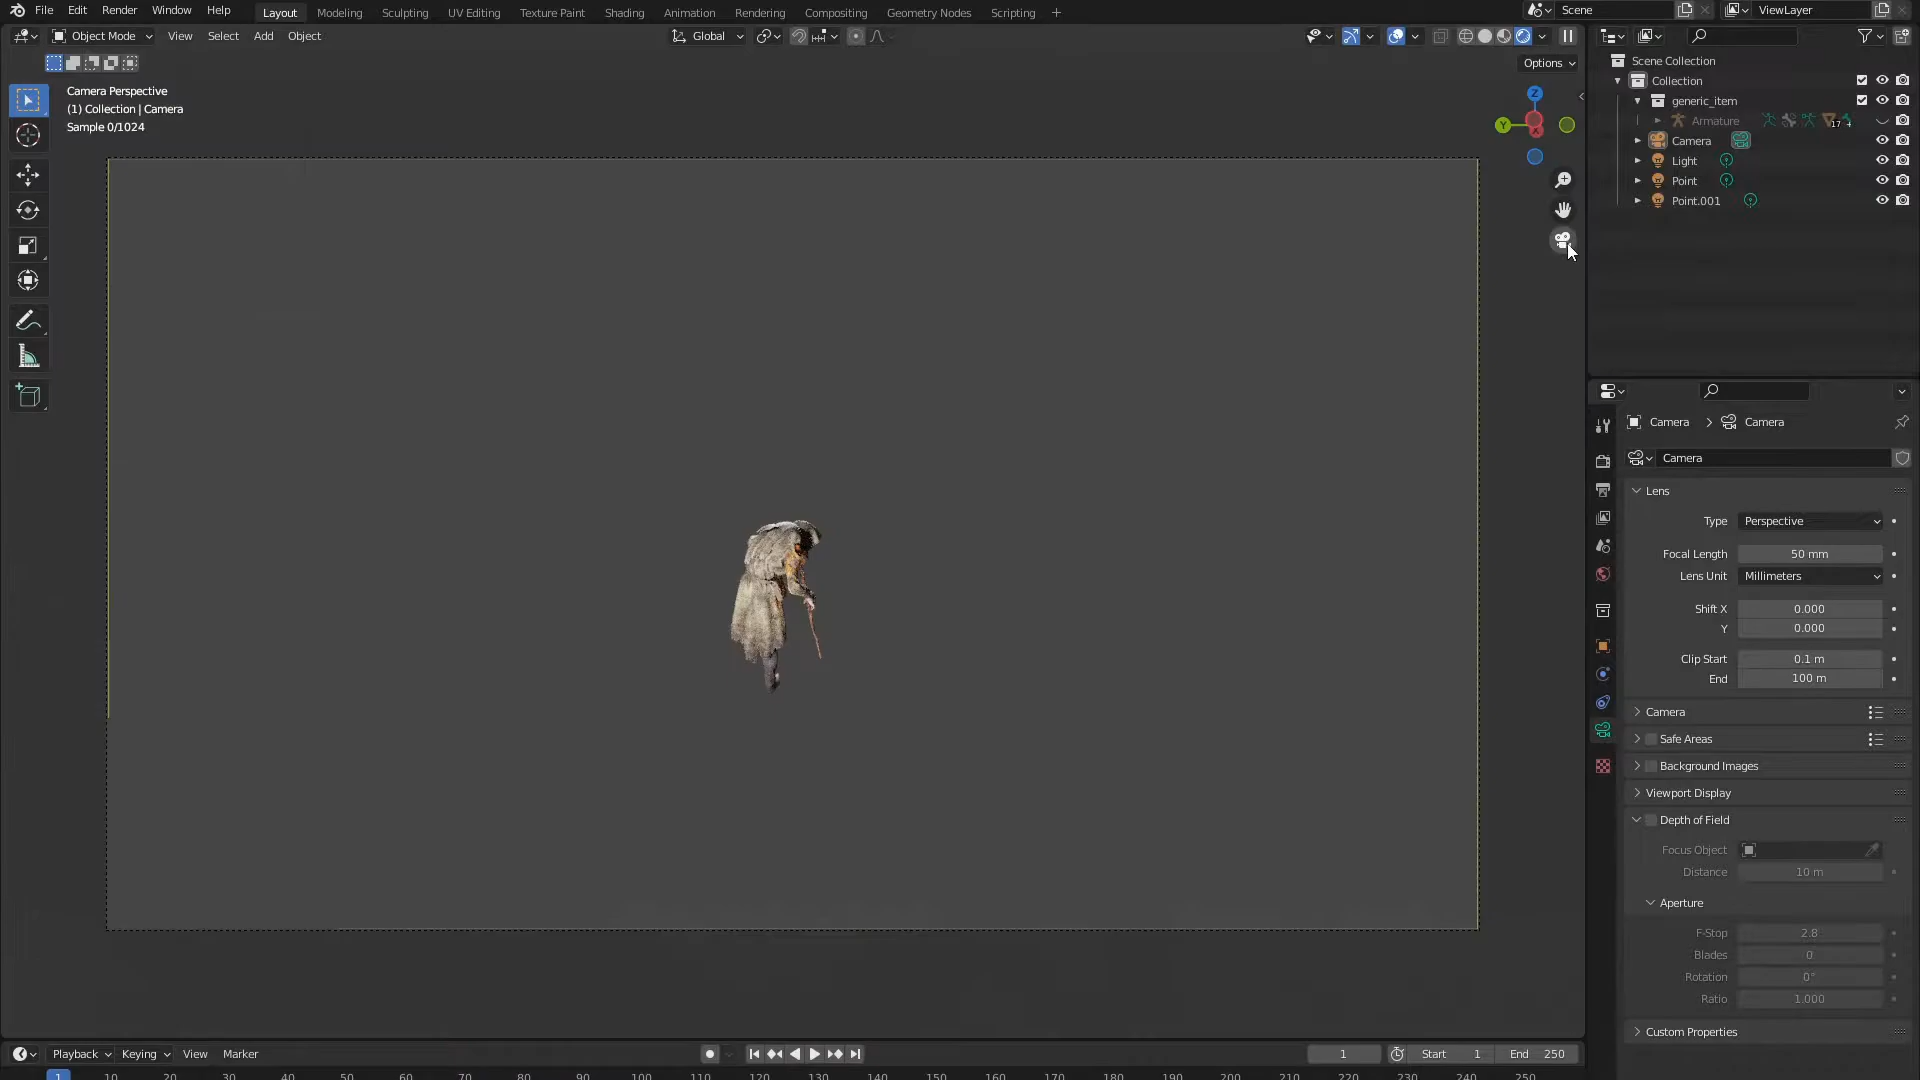 File Edit Render Window Help Layout Modeling Sculpting UV Editing Texture Paint Shading Animation Rendering Compositing Geometry Nodes Scripting + Scene ViewLayer
Object Mode View Select Add Object Global
Options
Camera Perspective
(1) Collection | Camera
Sample 0/1024
Z
Y
X
Scene Collection
Collection
generic_item
Armature 17 4
Camera
Light
Point
Point.001
Camera > Camera
Camera
Lens
Type Perspective
Focal Length 50 mm
Lens Unit Millimeters
Shift X 0.000
Y 0.000
Clip Start 0.1 m
End 100 m
Camera
Safe Areas
Background Images
Viewport Display
Depth of Field
Focus Object
Distance 10 m
Aperture
F-Stop 2.8
Blades 0
Rotation 0°
Ratio 1.000
Custom Properties
Playback Keying View Marker 1 Start 1 End 250
1 10 20 30 40 50 60 70 80 90 100 110 120 130 140 150 160 170 180 190 200 210 220 230 240 250